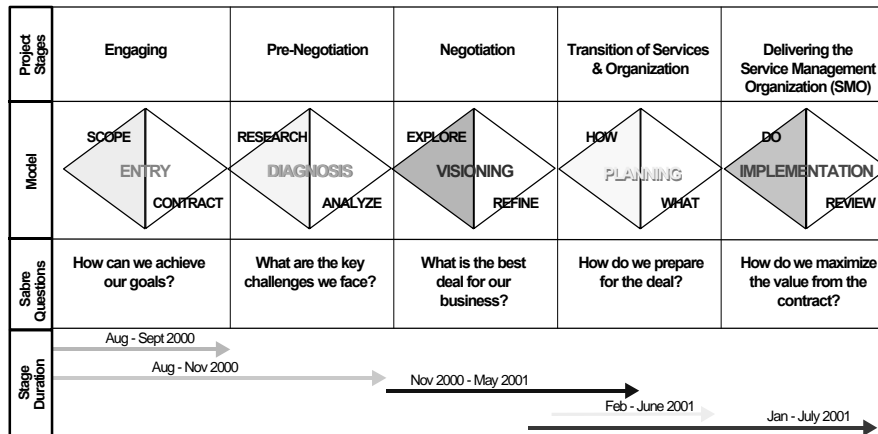 Project
Stages
Engaging
Pre-Negotiation
Negotiation
Transition of Services
& Organization
Delivering the
Service Management
Organization (SMO)
Model
SCOPE
ENTRY
CONTRACT
RESEARCH
DIAGNOSIS
ANALYZE
EXPLORE
VISIONING
REFINE
HOW
PLANNING
WHAT
DO
IMPLEMENTATION
REVIEW
Sabre
Questions
How can we achieve
our goals?
What are the key
challenges we face?
What is the best
deal for our
business?
How do we prepare
for the deal?
How do we maximize
the value from the
contract?
Stage
Duration
Aug - Sept 2000
Aug - Nov 2000
Nov 2000 - May 2001
Feb - June 2001
Jan - July 2001